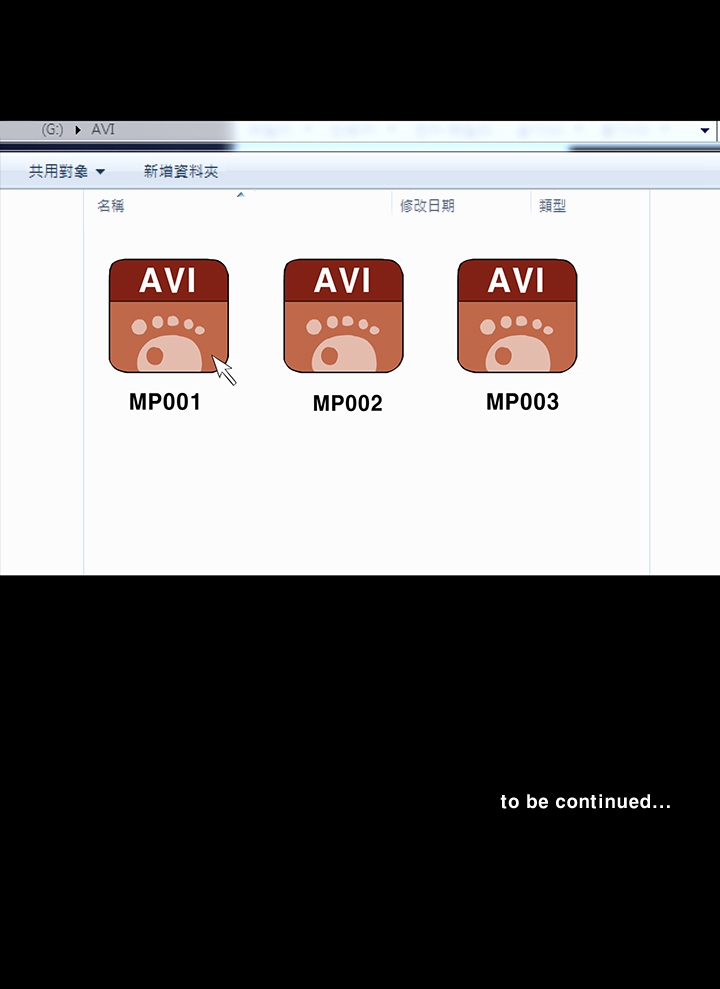 (G:) ▶ AVI
共用對象 ▼ 新增資料夾
名稱 修改日期 類型
AVI AVI AVI
MP001 MP002 MP003
to be continued...